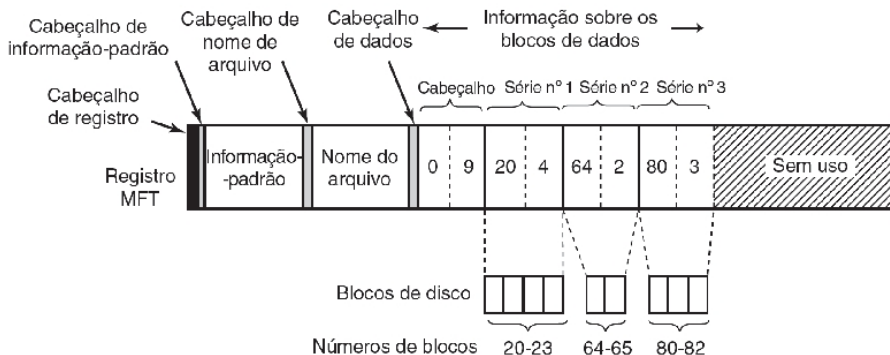 Cabeçalho de
informação-padrão
Cabeçalho de
nome de
arquivo
Cabeçalho
de dados
Informação sobre os
blocos de dados
Cabeçalho
de registro
Cabeçalho
Série nº 1
Série nº 2
Série nº 3
Registro
MFT
Informação-
-padrão
Nome do
arquivo
0 9 20 4 64 2 80 3
Sem uso
Blocos de disco
Números de blocos 20-23 64-65 80-82